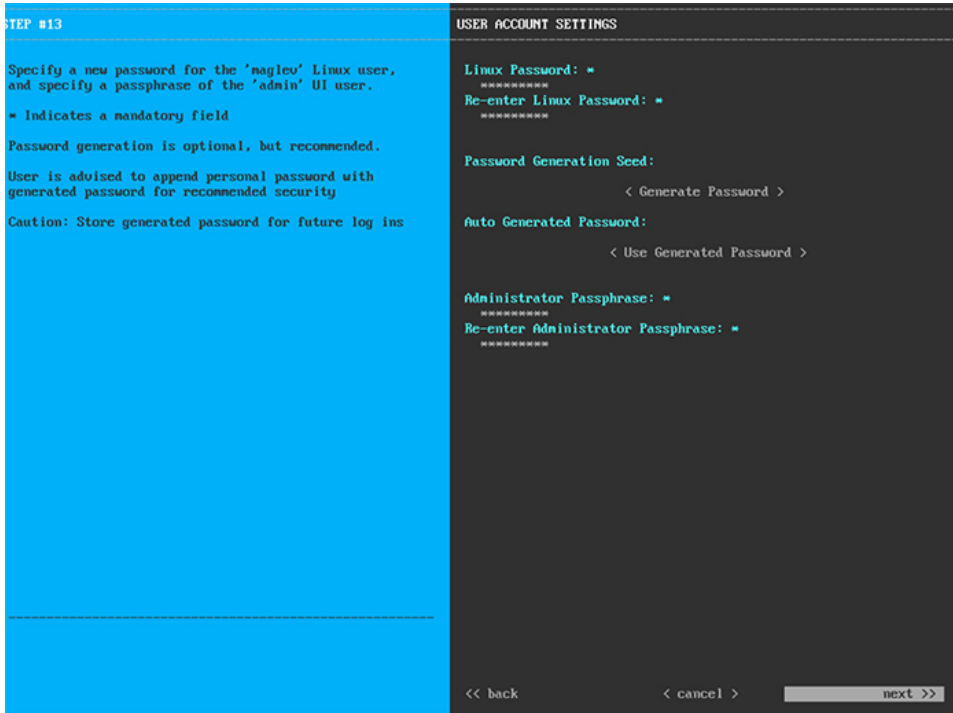 STEP #13
Specify a new password for the 'maglev' Linux user,
and specify a passphrase of the 'admin' UI user.
* Indicates a mandatory field
Password generation is optional, but recommended.
User is advised to append personal password with
generated password for recommended security
Caution: Store generated password for future log ins
USER ACCOUNT SETTINGS
Linux Password: *
*********
Re-enter Linux Password: *
*********
Password Generation Seed:
< Generate Password >
Auto Generated Password:
< Use Generated Password >
Administrator Passphrase: *
*********
Re-enter Administrator Passphrase: *
*********
<< back < cancel > next >>